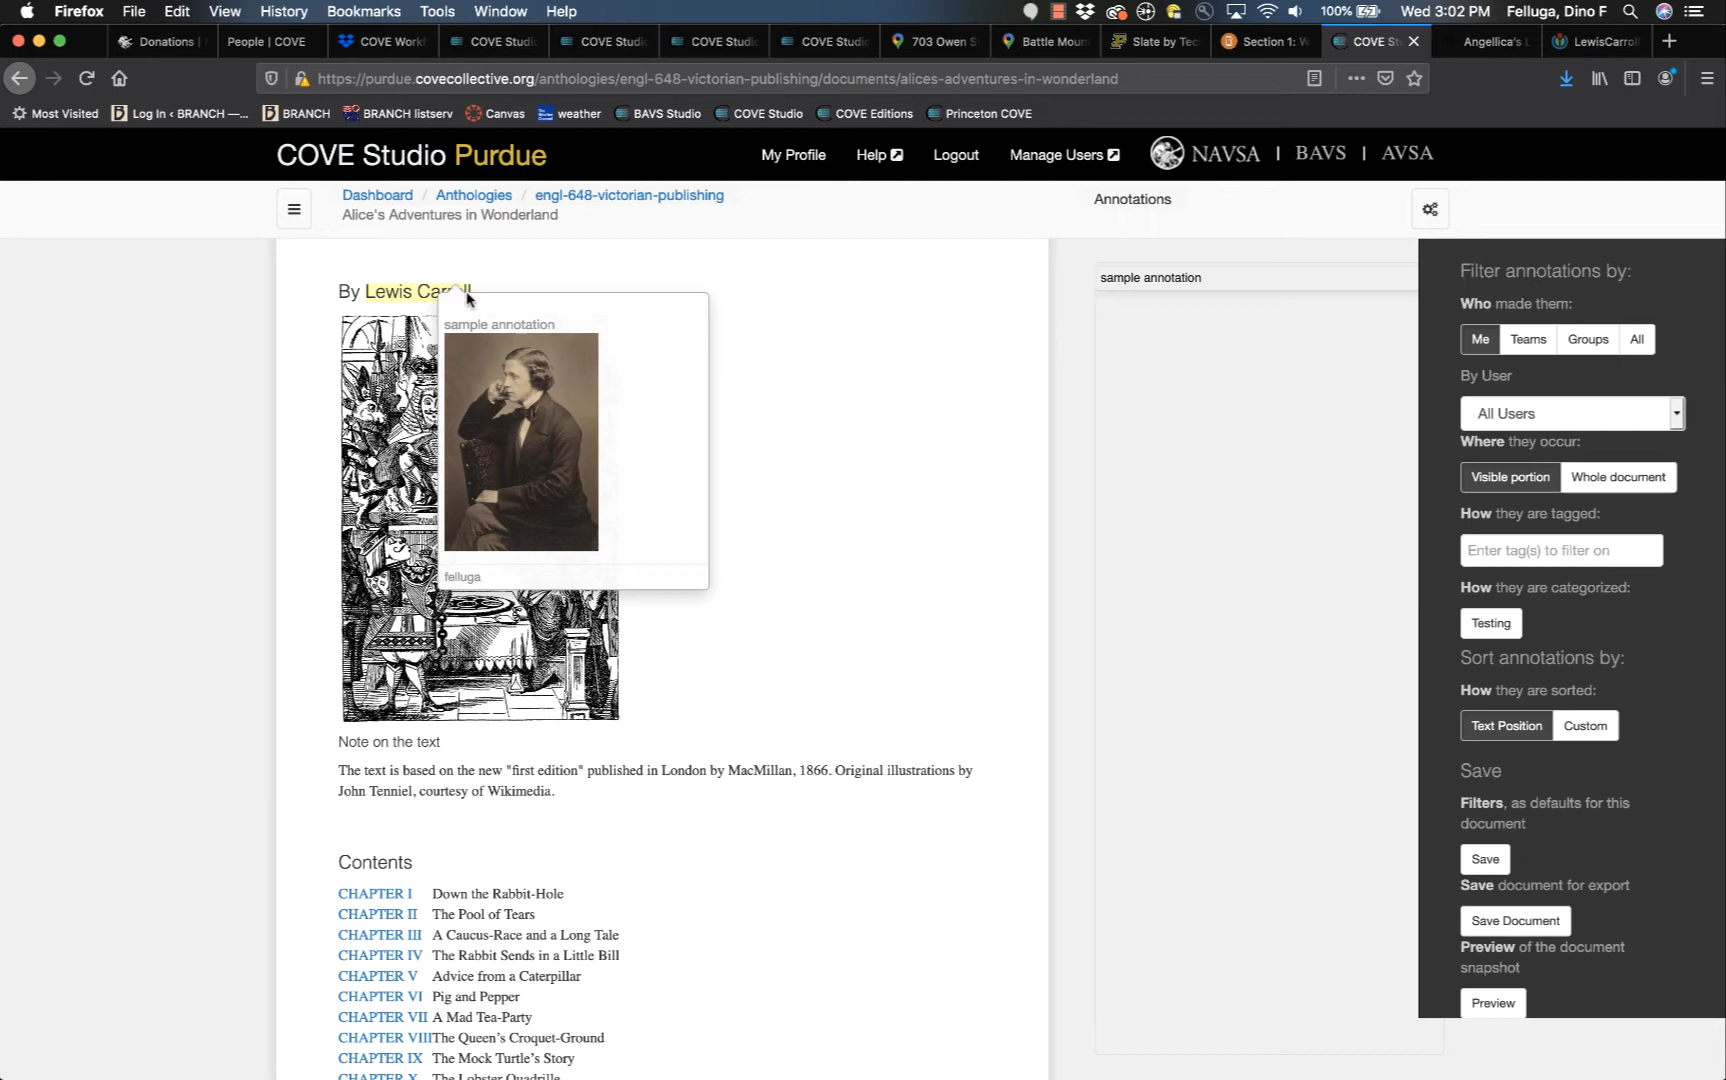 Firefox File Edit View History Bookmarks Tools Window Help 100% Wed 3:02 PM Felluga, Dino F
Donations | People | COVE COVE Workf COVE Studi COVE Studi COVE Studi COVE Studi 703 Owen S Battle Moun Slate by Tec Section 1: W COVE St Angellica's L LewisCarroll
https://purdue.covecollective.org/anthologies/engl-648-victorian-publishing/documents/alices-adventures-in-wonderland
Most Visited Log In ‹ BRANCH —... BRANCH BRANCH listserv Canvas weather BAVS Studio COVE Studio COVE Editions Princeton COVE
COVE Studio Purdue My Profile Help Logout Manage Users NAVSA | BAVS | AVSA
Dashboard / Anthologies / engl-648-victorian-publishing
Alice's Adventures in Wonderland
Annotations
By Lewis Carroll
sample annotation
felluga
Note on the text
The text is based on the new "first edition" published in London by MacMillan, 1866. Original illustrations by
John Tenniel, courtesy of Wikimedia.
Contents
CHAPTER I Down the Rabbit-Hole
CHAPTER II The Pool of Tears
CHAPTER III A Caucus-Race and a Long Tale
CHAPTER IV The Rabbit Sends in a Little Bill
CHAPTER V Advice from a Caterpillar
CHAPTER VI Pig and Pepper
CHAPTER VII A Mad Tea-Party
CHAPTER VIII The Queen’s Croquet-Ground
CHAPTER IX The Mock Turtle’s Story
CHAPTER X The Lobster Quadrille
sample annotation
Filter annotations by:
Who made them:
Me Teams Groups All
By User
All Users
Where they occur:
Visible portion Whole document
How they are tagged:
Enter tag(s) to filter on
How they are categorized:
Testing
Sort annotations by:
How they are sorted:
Text Position Custom
Save
Filters, as defaults for this
document
Save
Save document for export
Save Document
Preview of the document
snapshot
Preview